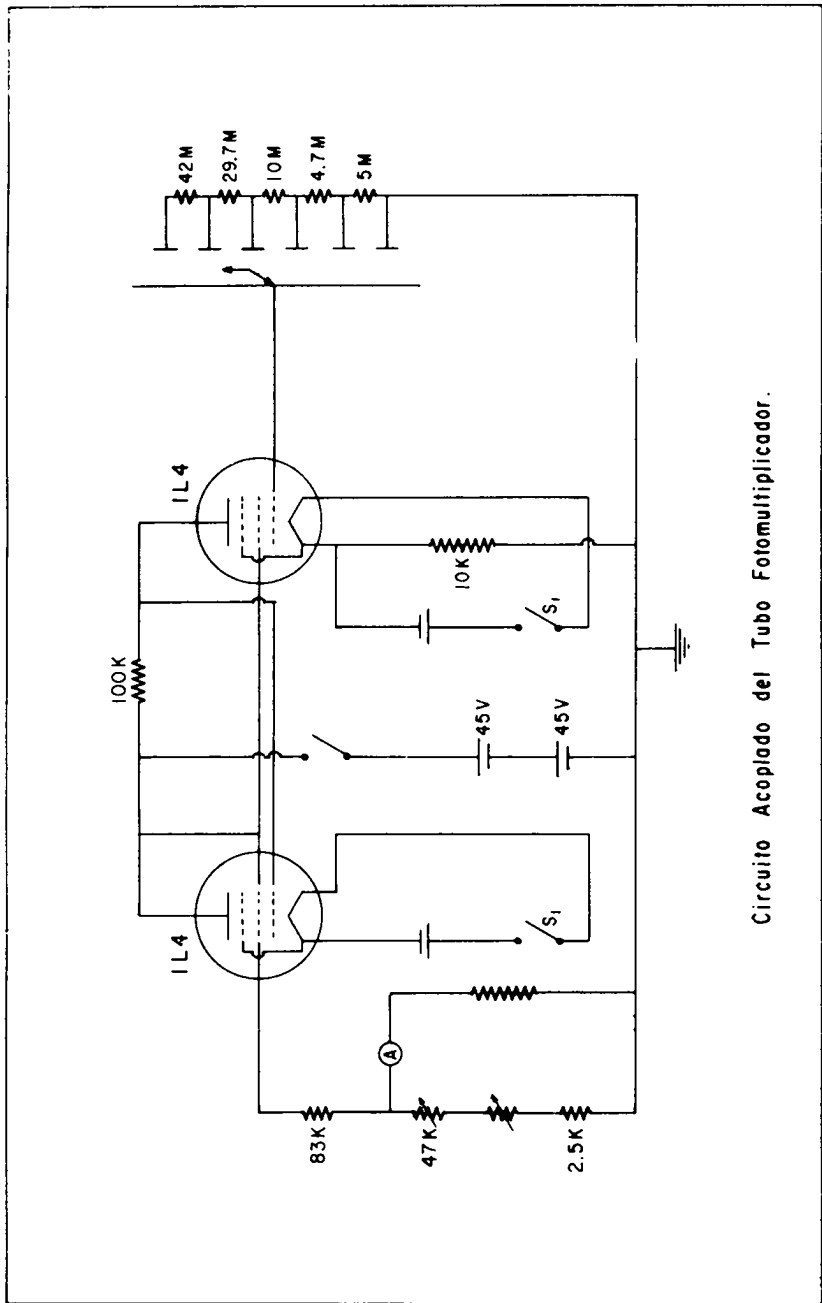 42M
29.7M
10M
4.7M
5M
1L4
100K
1L4
10K
S1
45V
45V
S1
A
83K
47K
2.5K
Circuito Acoplado del Tubo Fotomultiplicador.